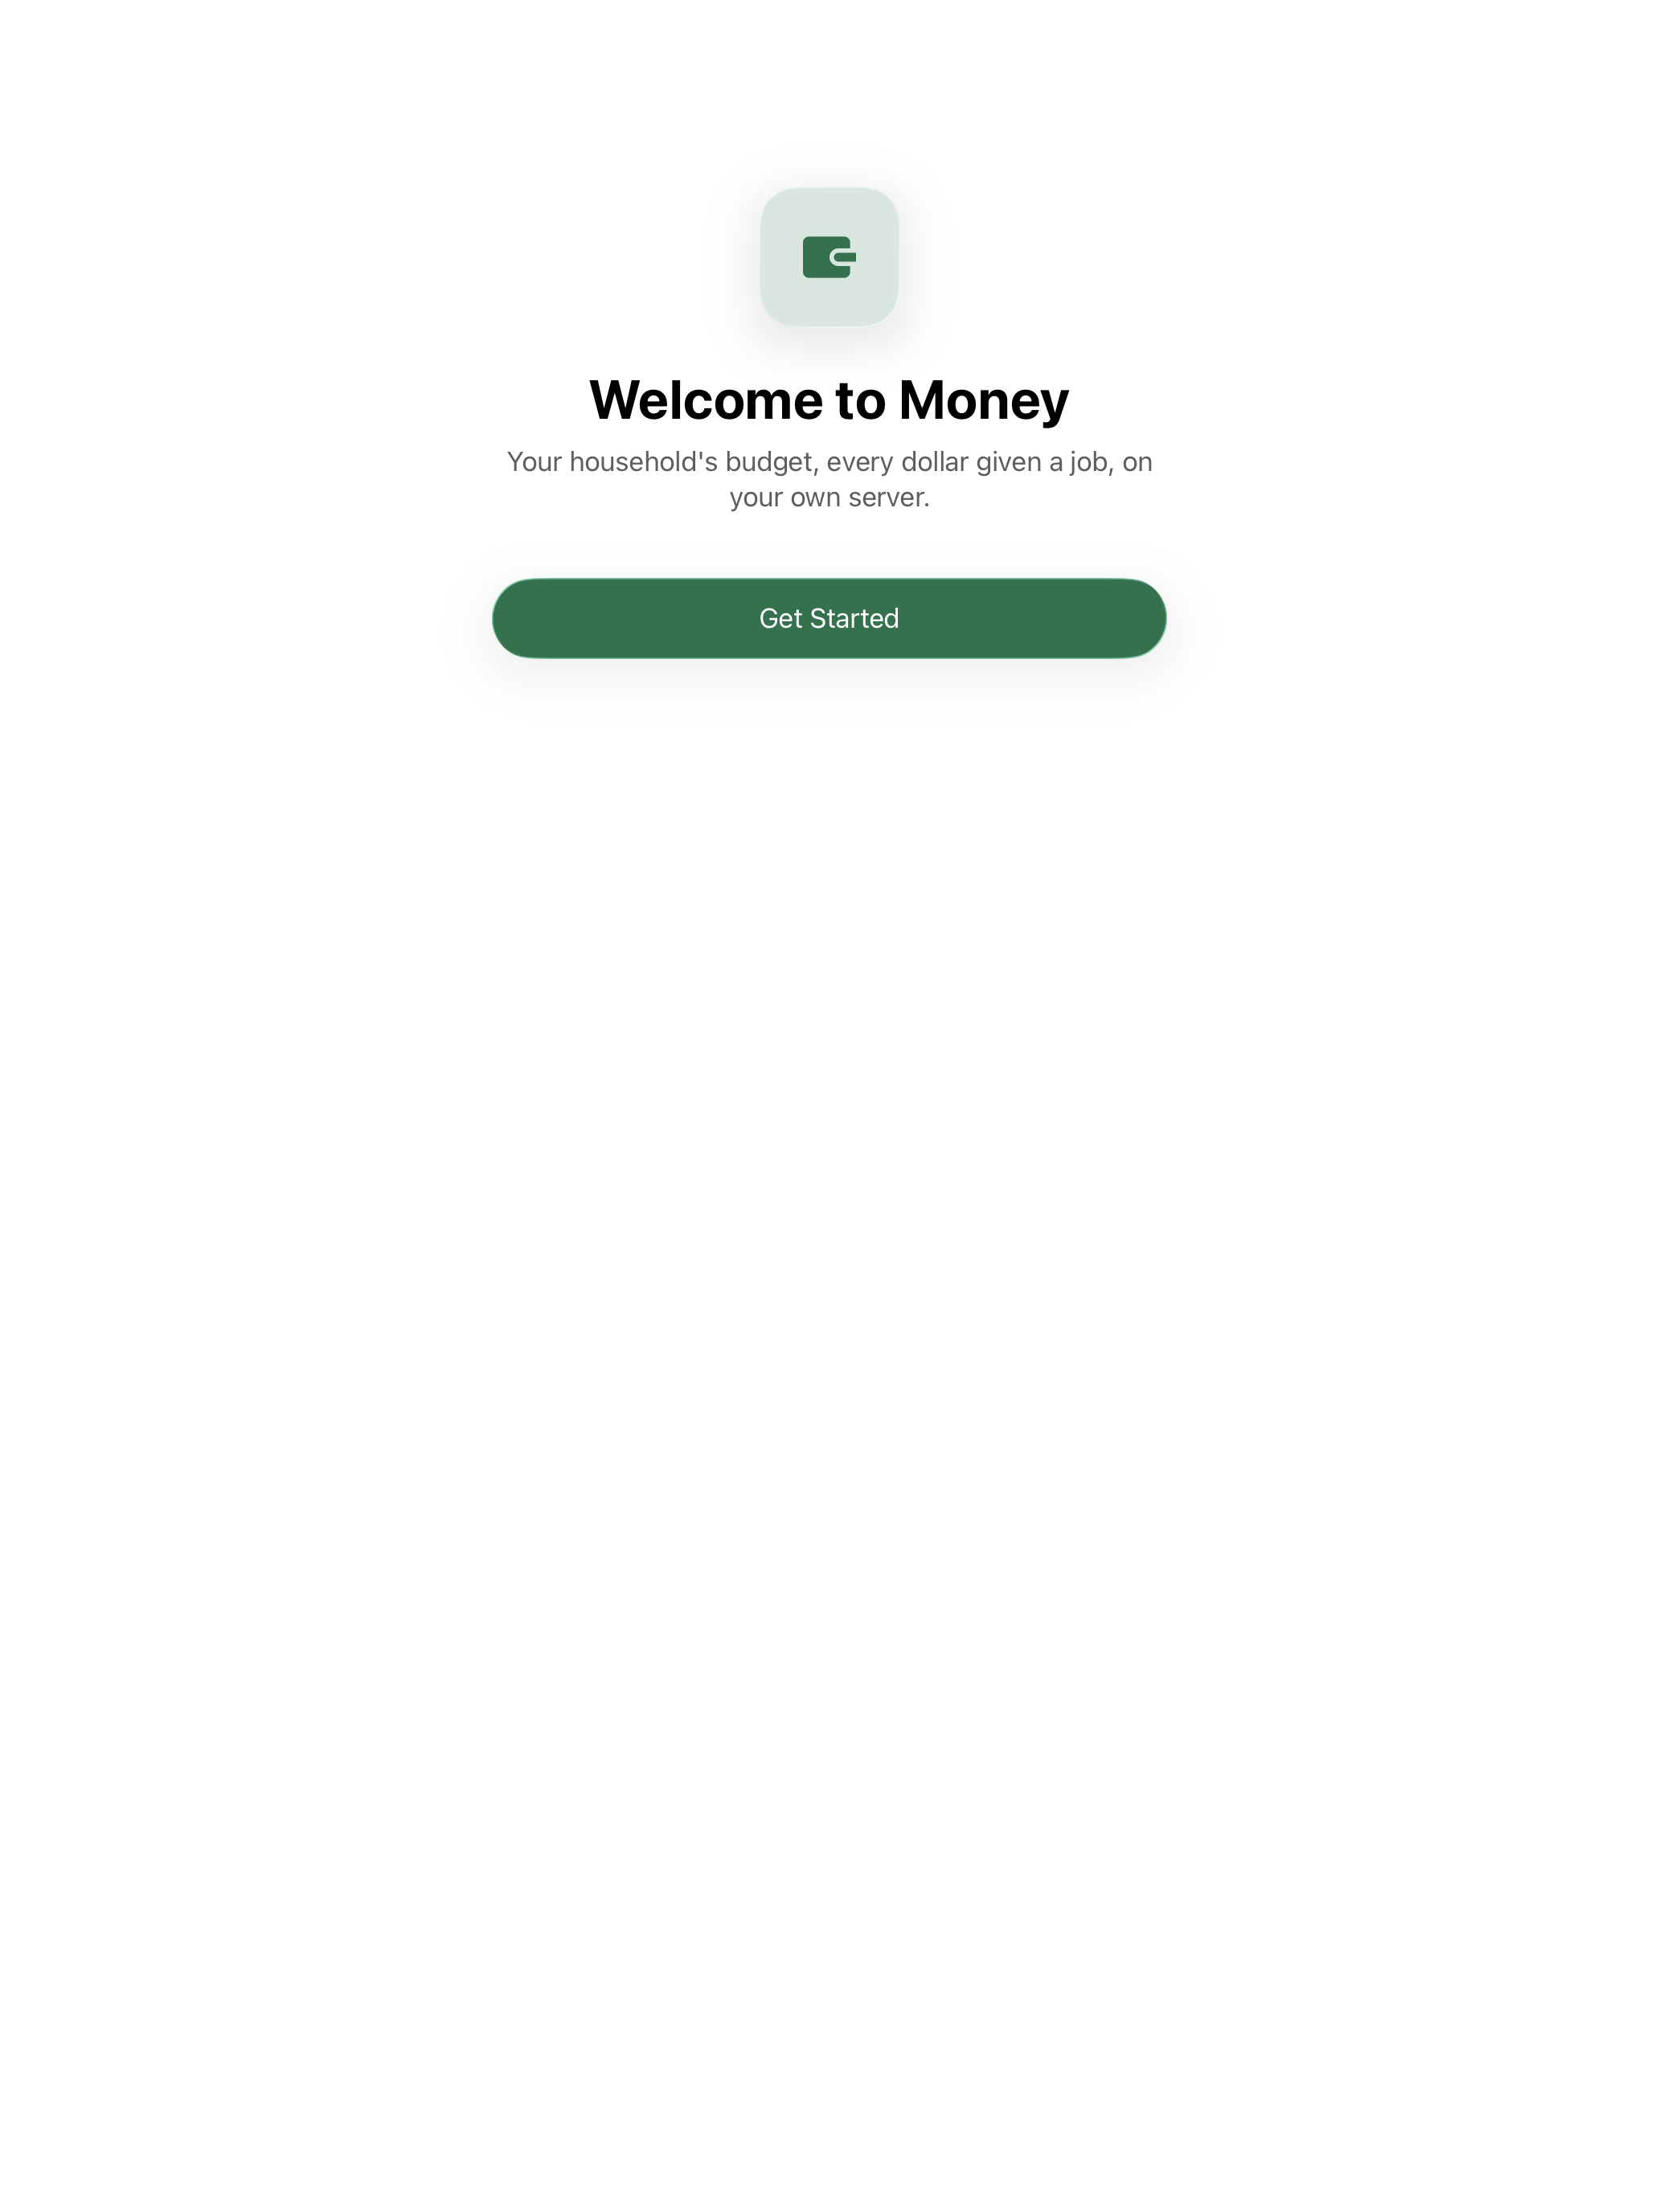 Welcome to Money
Your household's budget, every dollar given a job, on
your own server.
Get Started